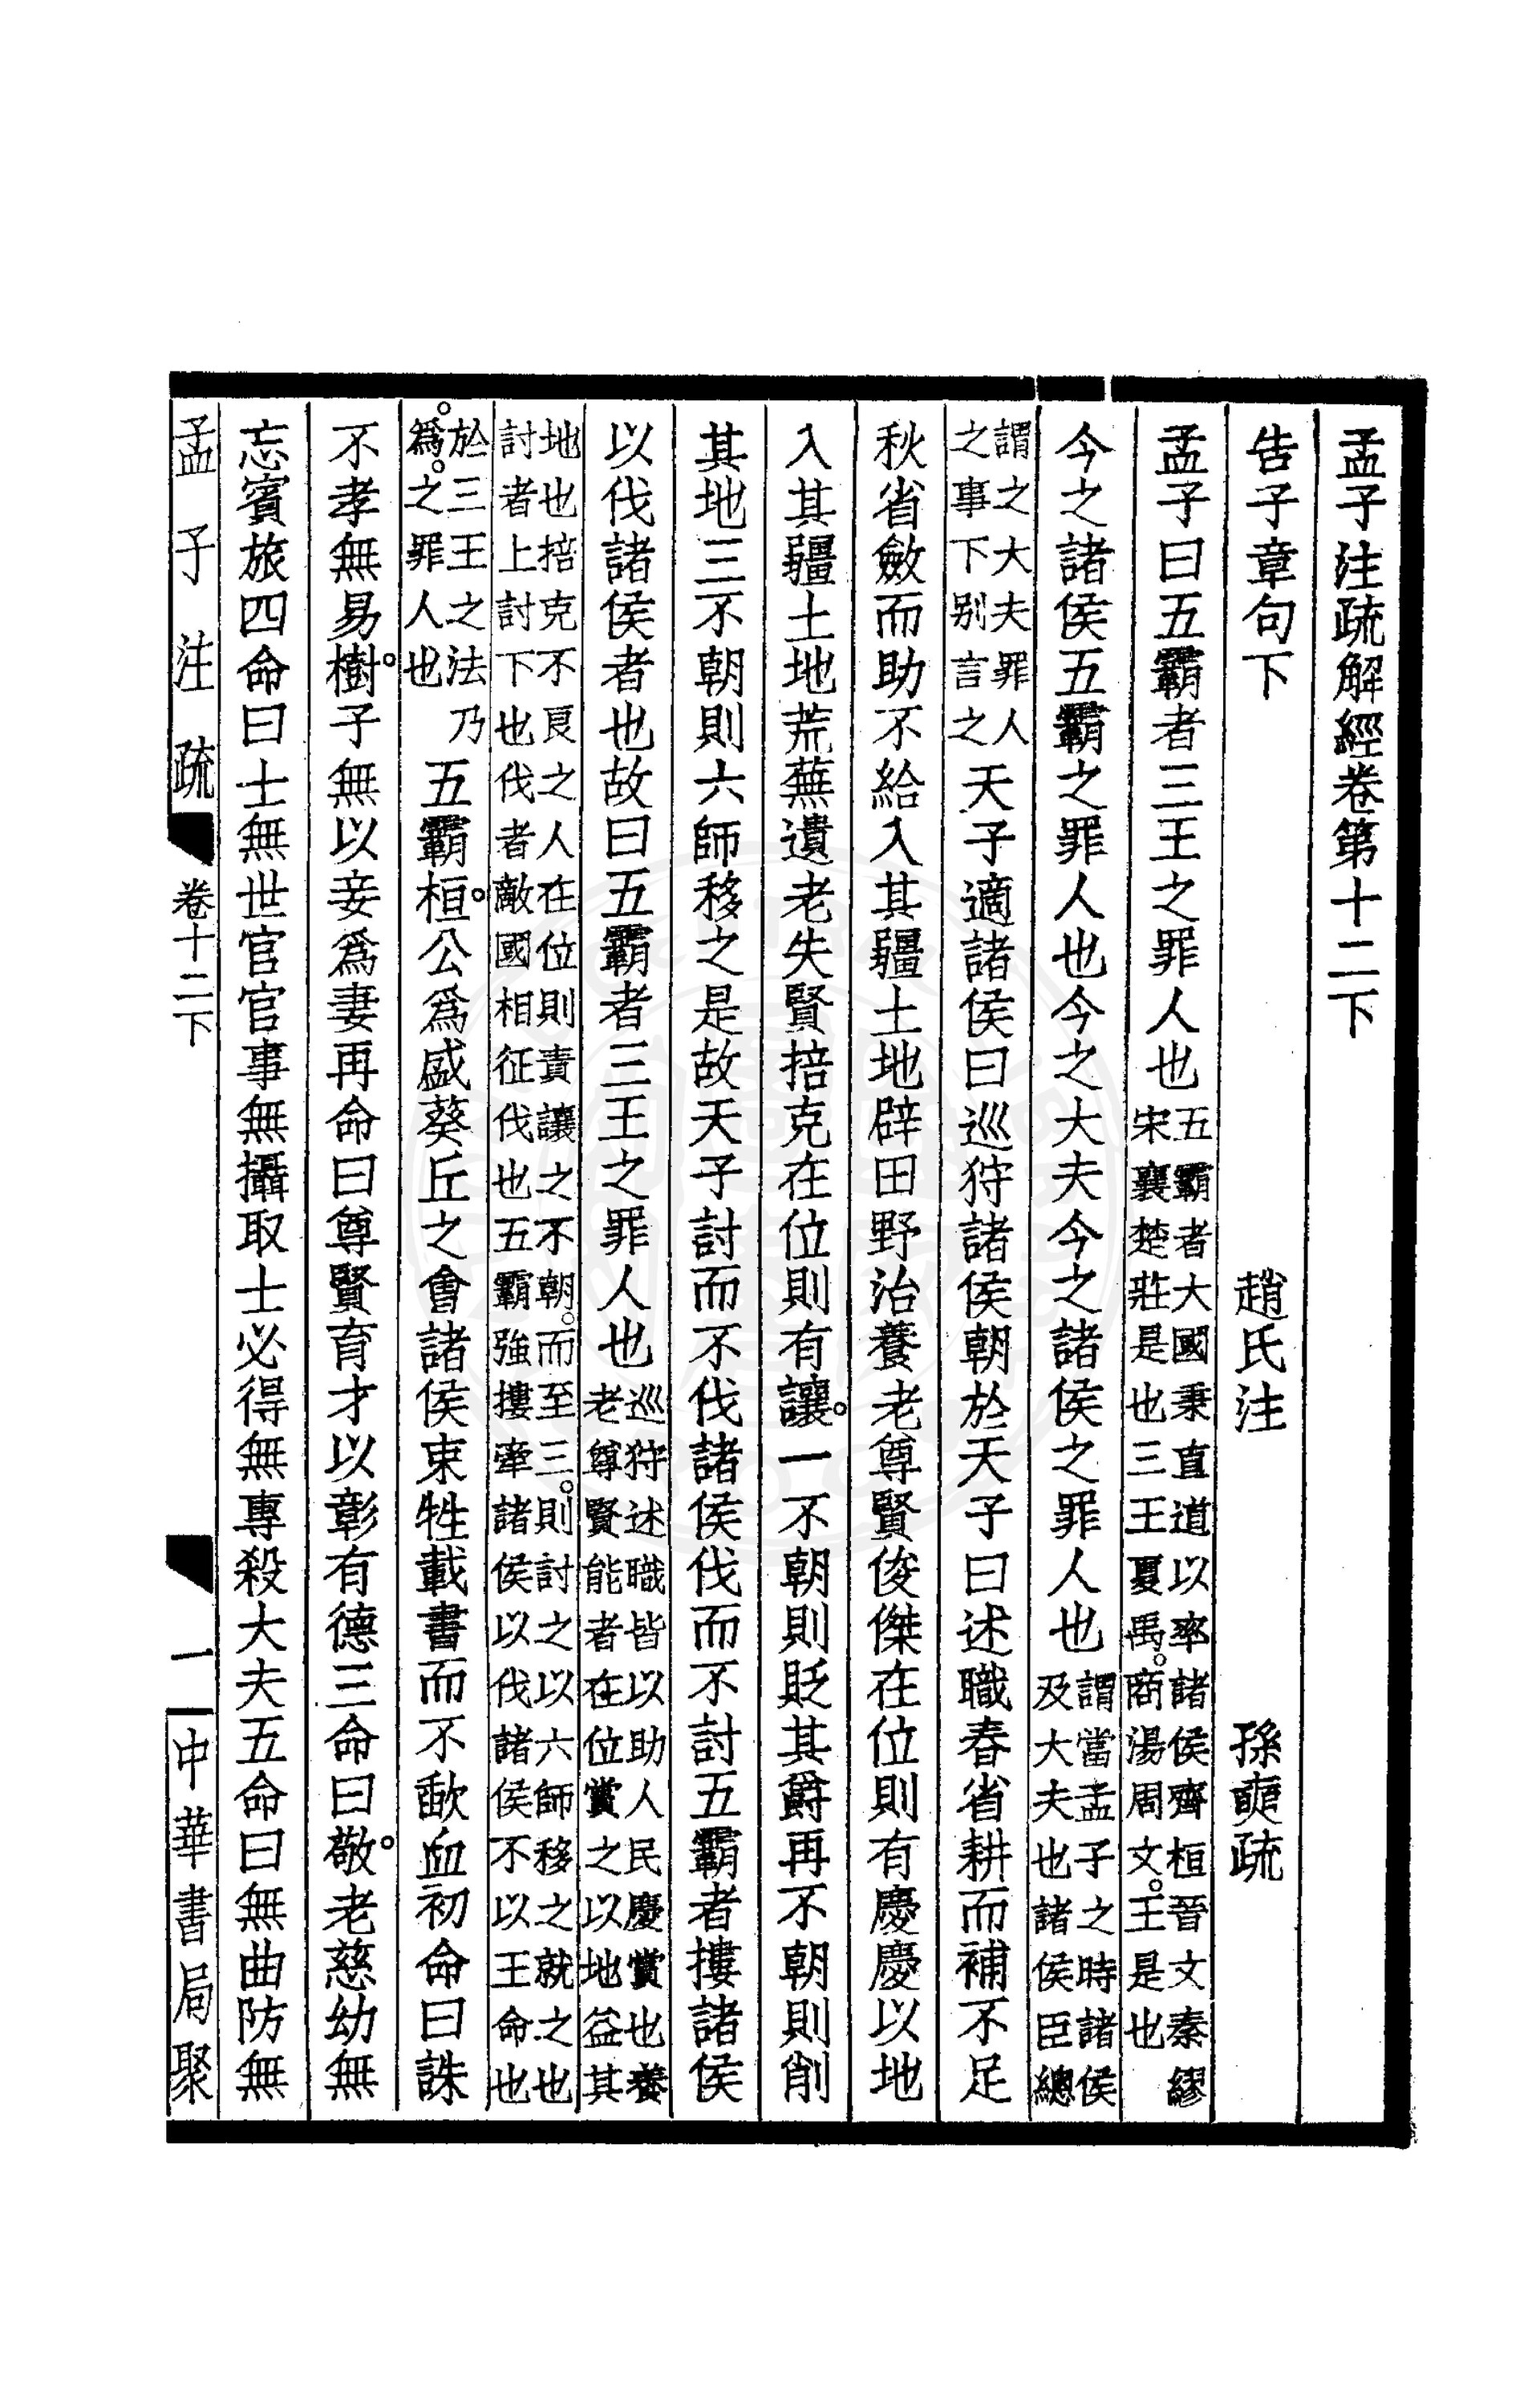 孟子注疏解經卷第十二下
告子章句下 趙氏注 孫奭疏
孟子曰五霸者三王之罪人也五霸者大國秉直道以率諸侯齊桓晉文秦繆宋襄楚莊是也三王夏禹。商湯周文。王是也
今之諸侯五霸之罪人也今之大夫今之諸侯之罪人也謂當孟子之時諸侯及大夫也諸侯臣總
謂之大夫罪人之事下別言之天子適諸侯曰巡狩諸侯朝於天子曰述職春省耕而補不足
秋省斂而助不給入其疆土地辟田野治養老尊賢俊傑在位則有慶慶以地
入其疆土地荒蕪遺老失賢掊克在位則有讓。一不朝則貶其爵再不朝則削
其地三不朝則六師移之是故天子討而不伐諸侯伐而不討五霸者摟諸侯
以伐諸侯者也故曰五霸者三王之罪人也巡狩述職皆以助人民慶賞也養老尊賢能者在位賞之以地益其
地也掊克不良之人在位則責讓之不朝。而至三。則討之以六師移之就之也討者上討下也伐者敵國相征伐也五霸強摟牽諸侯以伐諸侯不以王命也
於三王之法乃。爲。之罪人也五霸桓。公爲盛葵丘之會諸侯束牲載書而不歃血初命曰誅
不孝無易樹。子無以妾爲妻再命曰尊賢育才以彰有德三命曰敬。老慈幼無
忘賓旅四命曰士無世官官事無攝取士必得無專殺大夫五命曰無曲防無
孟子注疏 卷十二下 一 中華書局聚